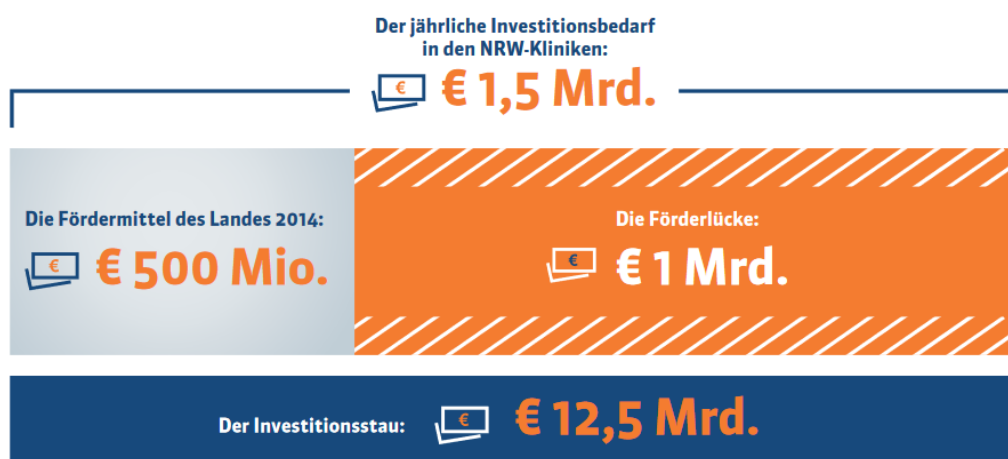 Der jährliche Investitionsbedarf
in den NRW-Kliniken:
€ € 1,5 Mrd.
Die Fördermittel des Landes 2014:
€ € 500 Mio.
Die Förderlücke:
€ € 1 Mrd.
Der Investitionsstau: € € 12,5 Mrd.